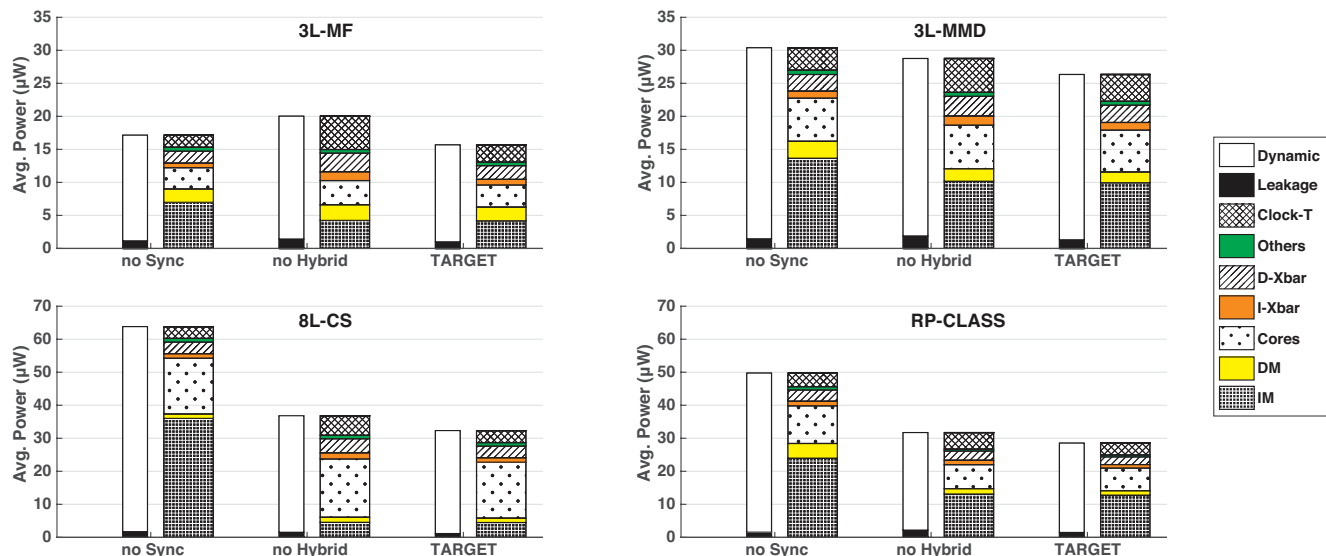 3L-MF
35
30
25
20
15
10
5
0
Avg. Power (µW)
no Sync
no Hybrid
TARGET
3L-MMD
35
30
25
20
15
10
5
0
Avg. Power (µW)
no Sync
no Hybrid
TARGET
8L-CS
70
60
50
40
30
20
10
0
Avg. Power (µW)
no Sync
no Hybrid
TARGET
RP-CLASS
70
60
50
40
30
20
10
0
Avg. Power (µW)
no Sync
no Hybrid
TARGET
Dynamic
Leakage
Clock-T
Others
D-Xbar
I-Xbar
Cores
DM
IM